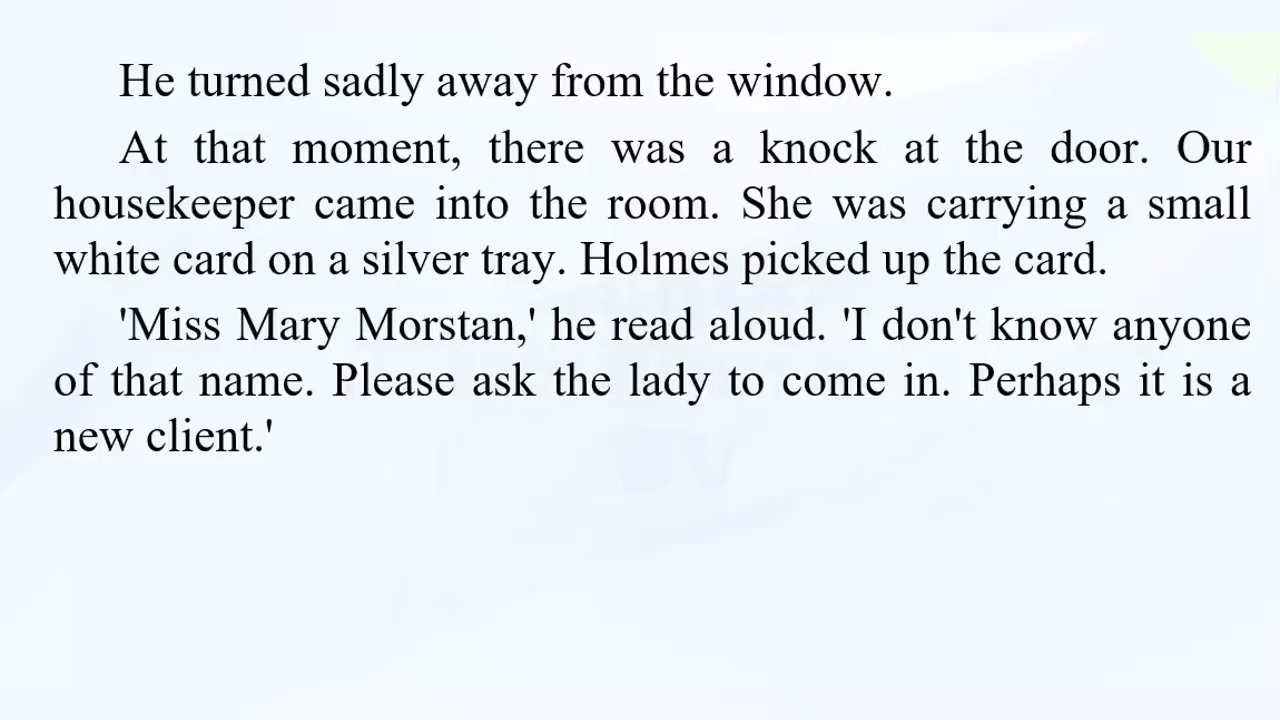 He turned sadly away from the window.
At that moment, there was a knock at the door. Our
housekeeper came into the room. She was carrying a small
white card on a silver tray. Holmes picked up the card.
'Miss Mary Morstan,' he read aloud. 'I don't know anyone
of that name. Please ask the lady to come in. Perhaps it is a
new client.'